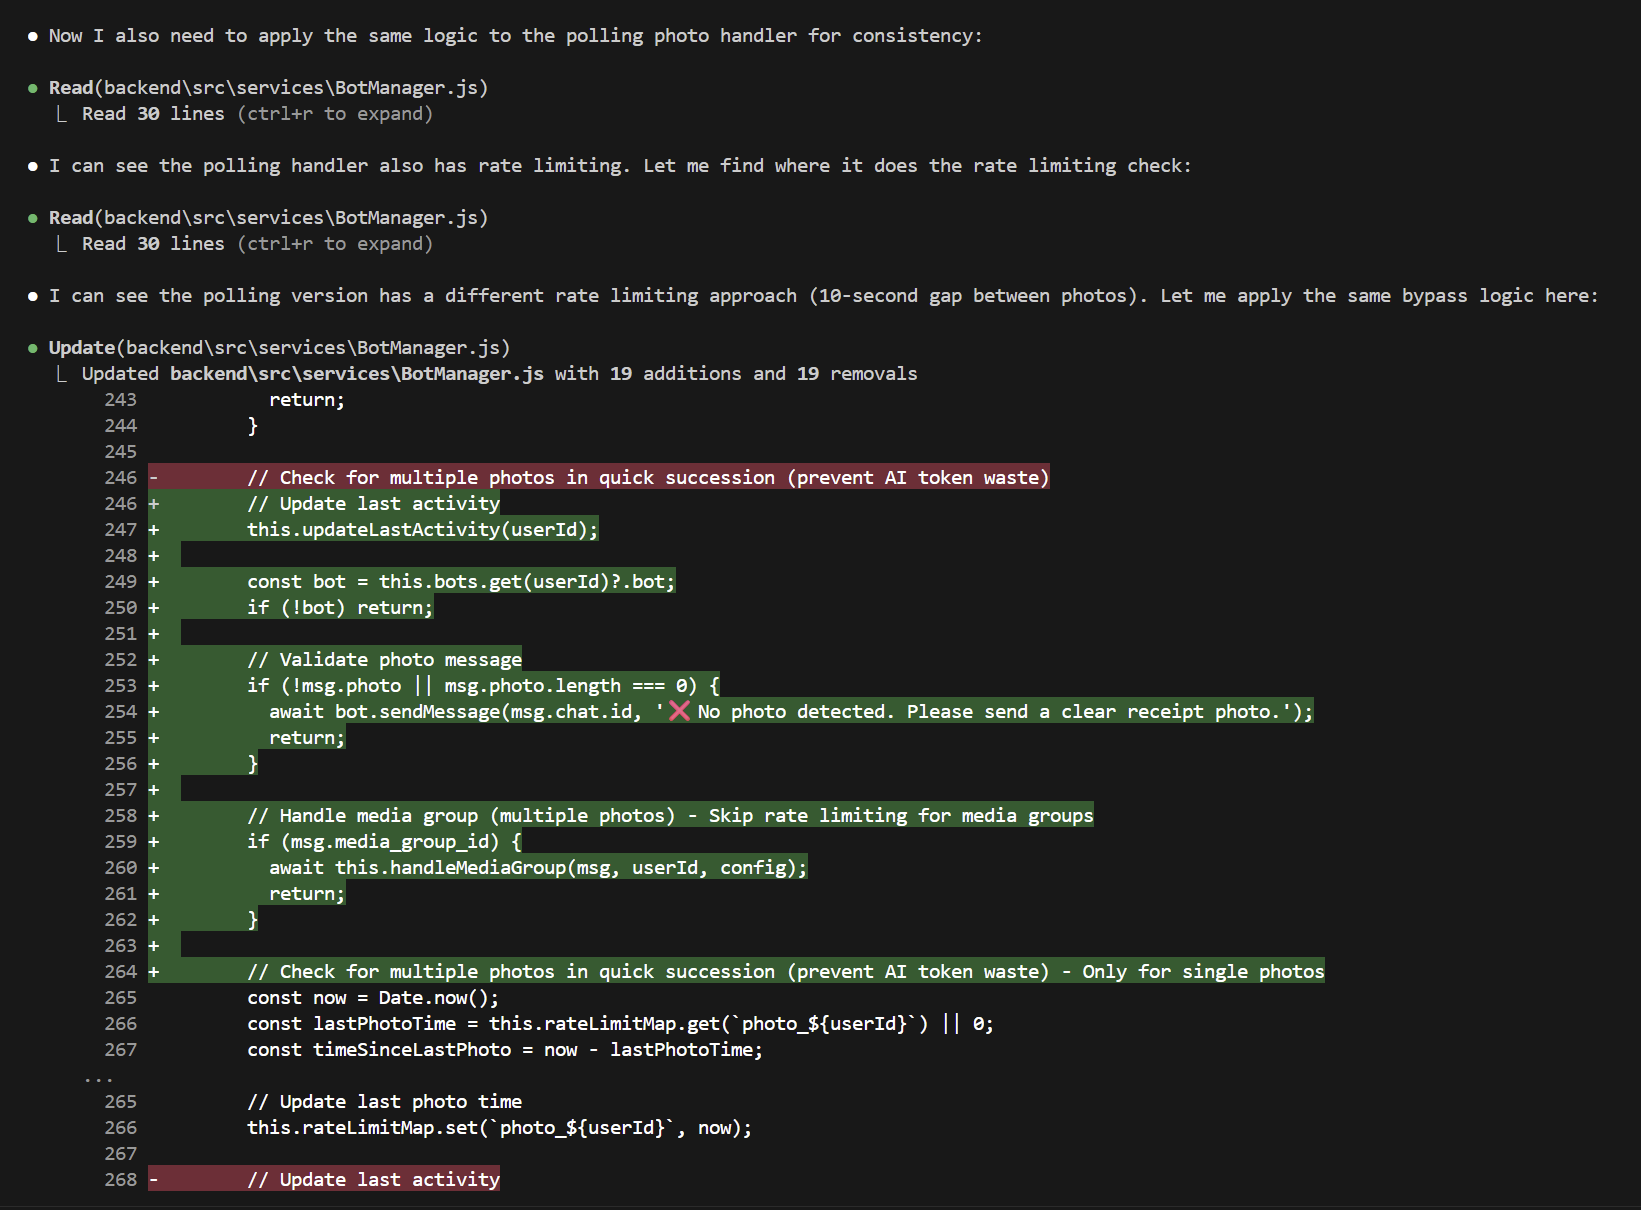 ● Now I also need to apply the same logic to the polling photo handler for consistency:
● Read(backend\src\services\BotManager.js)
⎿ Read 30 lines (ctrl+r to expand)
● I can see the polling handler also has rate limiting. Let me find where it does the rate limiting check:
● Read(backend\src\services\BotManager.js)
⎿ Read 30 lines (ctrl+r to expand)
● I can see the polling version has a different rate limiting approach (10-second gap between photos). Let me apply the same bypass logic here:
● Update(backend\src\services\BotManager.js)
⎿ Updated backend\src\services\BotManager.js with 19 additions and 19 removals
243 return;
244 }
245
246 - // Check for multiple photos in quick succession (prevent AI token waste)
246 + // Update last activity
247 + this.updateLastActivity(userId);
248 +
249 + const bot = this.bots.get(userId)?.bot;
250 + if (!bot) return;
251 +
252 + // Validate photo message
253 + if (!msg.photo || msg.photo.length === 0) {
254 + await bot.sendMessage(msg.chat.id, '❌ No photo detected. Please send a clear receipt photo.');
255 + return;
256 + }
257 +
258 + // Handle media group (multiple photos) - Skip rate limiting for media groups
259 + if (msg.media_group_id) {
260 + await this.handleMediaGroup(msg, userId, config);
261 + return;
262 + }
263 +
264 + // Check for multiple photos in quick succession (prevent AI token waste) - Only for single photos
265 const now = Date.now();
266 const lastPhotoTime = this.rateLimitMap.get(`photo_${userId}`) || 0;
267 const timeSinceLastPhoto = now - lastPhotoTime;
...
265 // Update last photo time
266 this.rateLimitMap.set(`photo_${userId}`, now);
267
268 - // Update last activity